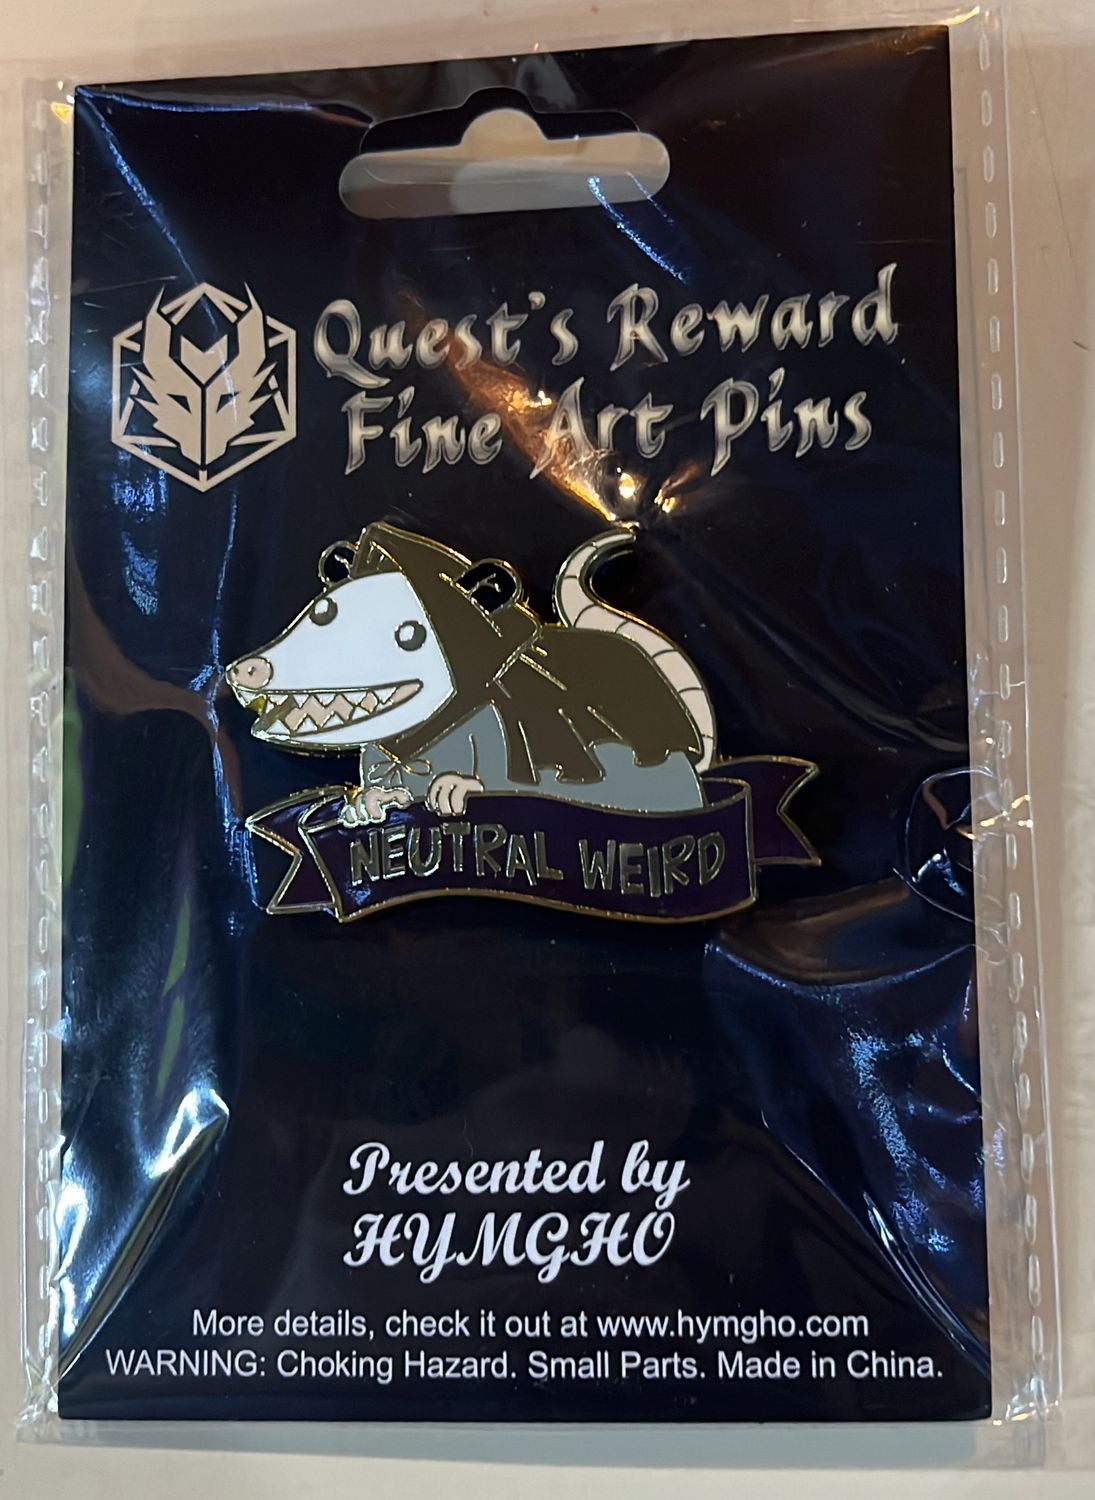 Quest's Reward
Fine Art Pins
NEUTRAL WEIRD
Presented by
HYMGHO
More details, check it out at www.hymgho.com
WARNING: Choking Hazard. Small Parts. Made in China.